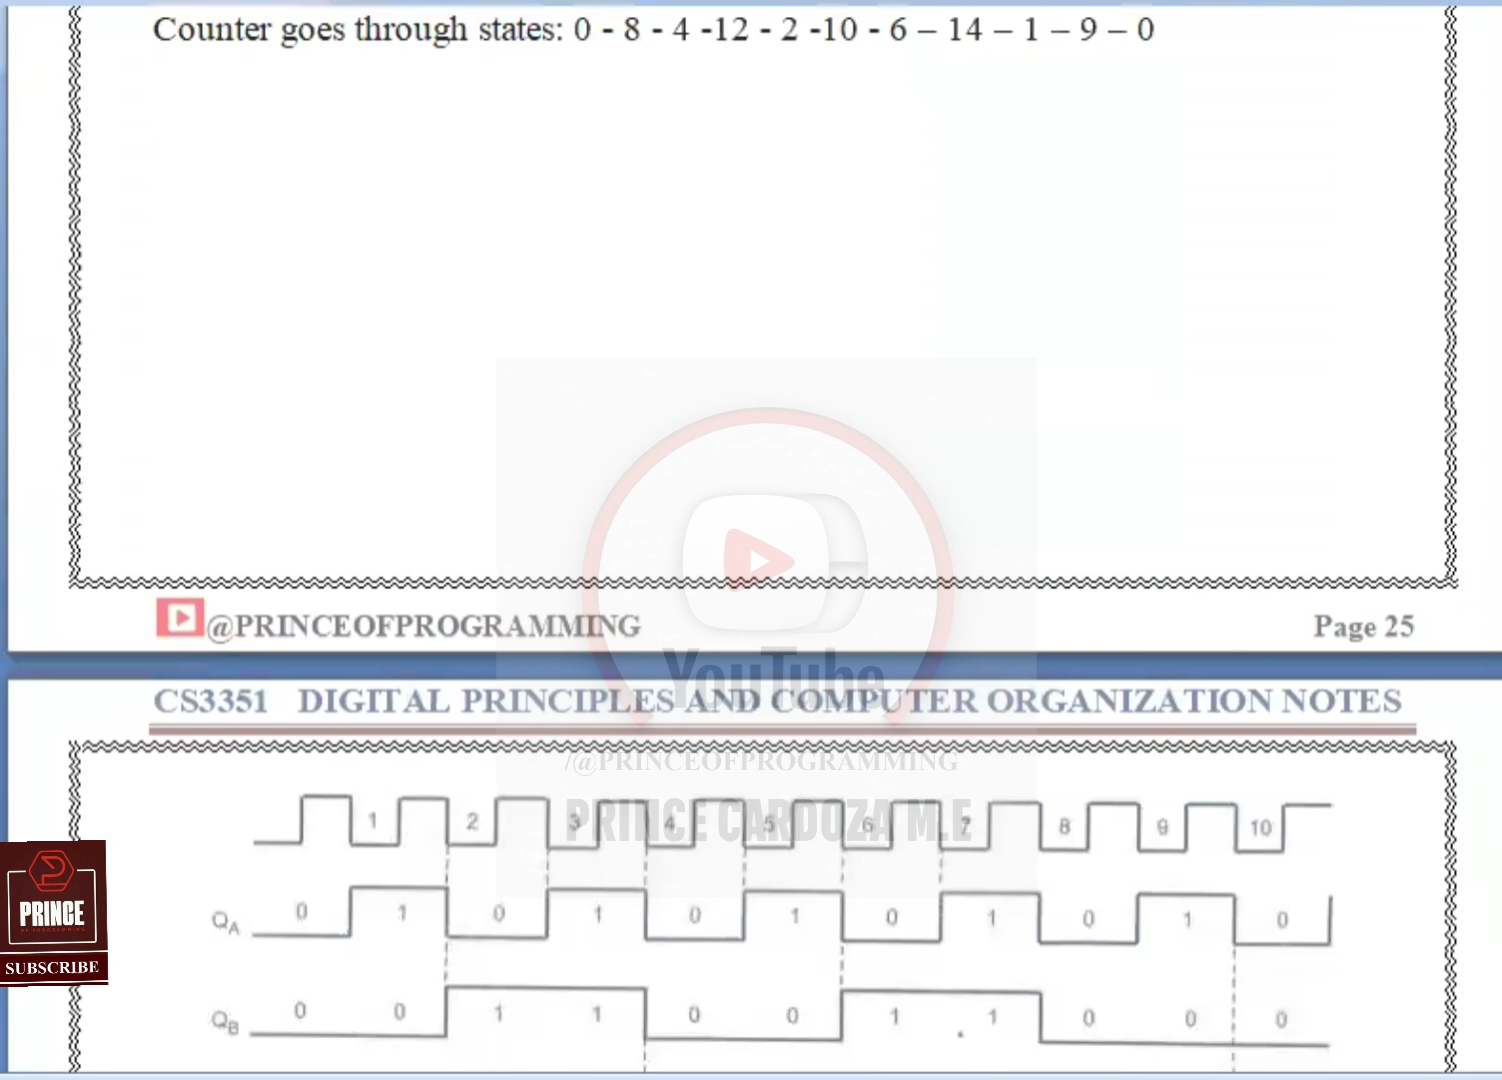 Counter goes through states: 0 - 8 - 4 -12 - 2 -10 - 6 – 14 – 1 – 9 – 0
@PRINCEOFPROGRAMMING
Page 25
YouTube
CS3351 DIGITAL PRINCIPLES AND COMPUTER ORGANIZATION NOTES
/@PRINCEOFPROGRAMMING
PRINCE CARDOZA M.E
1 2 3 4 5 6 7 8 9 10
QA 0 1 0 1 0 1 0 1 0 1 0
PRINCE
SUBSCRIBE
QB 0 0 1 1 0 0 1 1 0 0 0